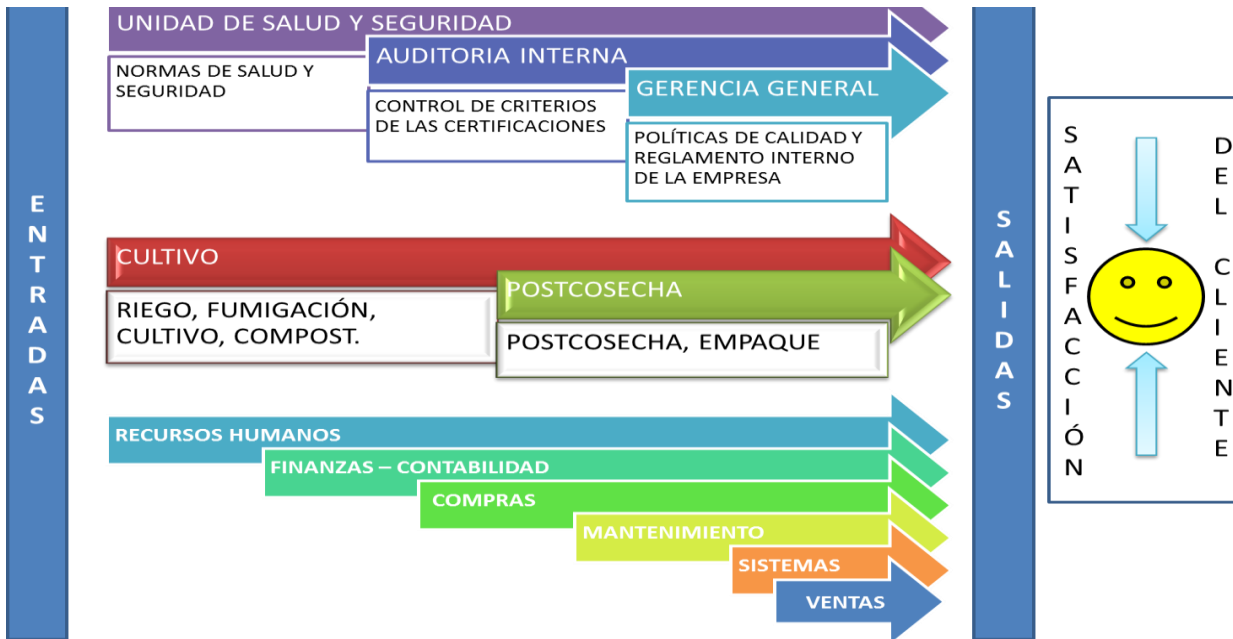 ENTRADAS
UNIDAD DE SALUD Y SEGURIDAD
NORMAS DE SALUD Y
SEGURIDAD
AUDITORIA INTERNA
CONTROL DE CRITERIOS
DE LAS CERTIFICACIONES
GERENCIA GENERAL
POLÍTICAS DE CALIDAD Y
REGLAMENTO INTERNO
DE LA EMPRESA
CULTIVO
RIEGO, FUMIGACIÓN,
CULTIVO, COMPOST.
POSTCOSECHA
POSTCOSECHA, EMPAQUE
RECURSOS HUMANOS
FINANZAS – CONTABILIDAD
COMPRAS
MANTENIMIENTO
SISTEMAS
VENTAS
SALIDAS
SATISFACCIÓN
DEL CLIENTE